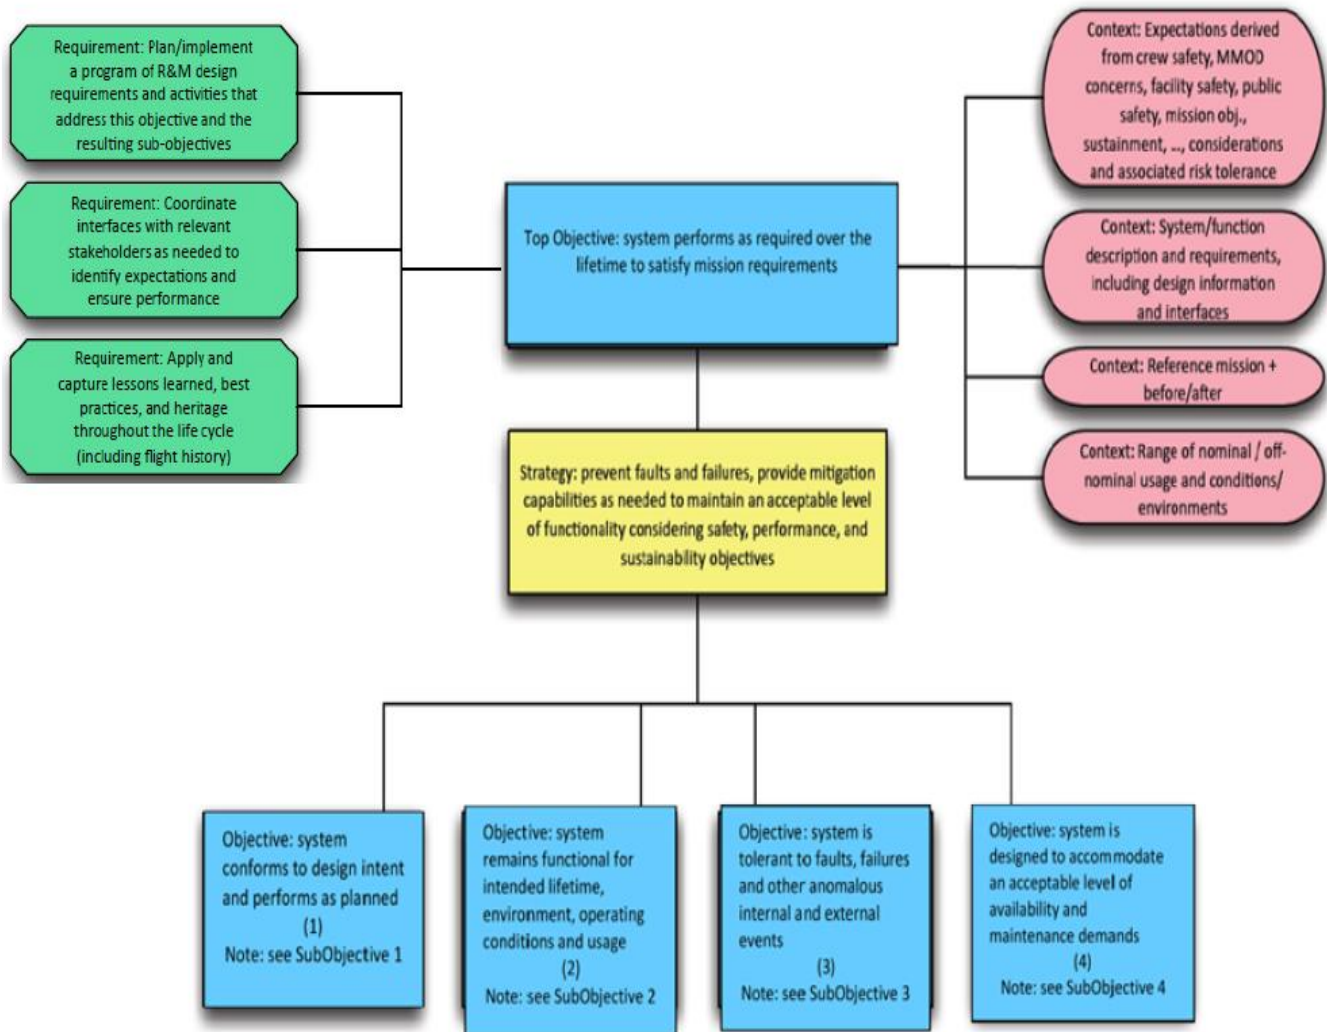 Requirement: Plan/implement
a program of R&M design
requirements and activities that
address this objective and the
resulting sub-objectives
Requirement: Coordinate
interfaces with relevant
stakeholders as needed to
identify expectations and
ensure performance
Requirement: Apply and
capture lessons learned, best
practices, and heritage
throughout the life cycle
(including flight history)
Top Objective: system performs as required over the
lifetime to satisfy mission requirements
Context: Expectations derived
from crew safety, MMOD
concerns, facility safety, public
safety, mission obj.,
sustainment, ..., considerations
and associated risk tolerance
Context: System/function
description and requirements,
including design information
and interfaces
Context: Reference mission +
before/after
Context: Range of nominal / off-
nominal usage and conditions/
environments
Strategy: prevent faults and failures, provide mitigation
capabilities as needed to maintain an acceptable level
of functionality considering safety, performance, and
sustainability objectives
Objective: system
conforms to design intent
and performs as planned
(1)
Note: see SubObjective 1
Objective: system
remains functional for
intended lifetime,
environment, operating
conditions and usage
(2)
Note: see SubObjective 2
Objective: system is
tolerant to faults, failures
and other anomalous
internal and external
events
(3)
Note: see SubObjective 3
Objective: system is
designed to accommodate
an acceptable level of
availability and
maintenance demands
(4)
Note: see SubObjective 4